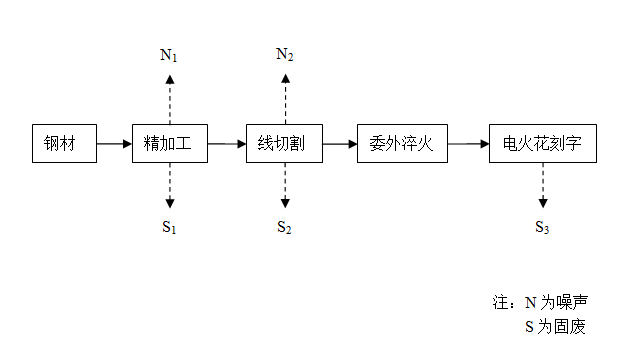 N₁ N₂
钢材 精加工 线切割 委外淬火 电火花刻字
S₁ S₂ S₃
注：N 为噪声
S 为固废